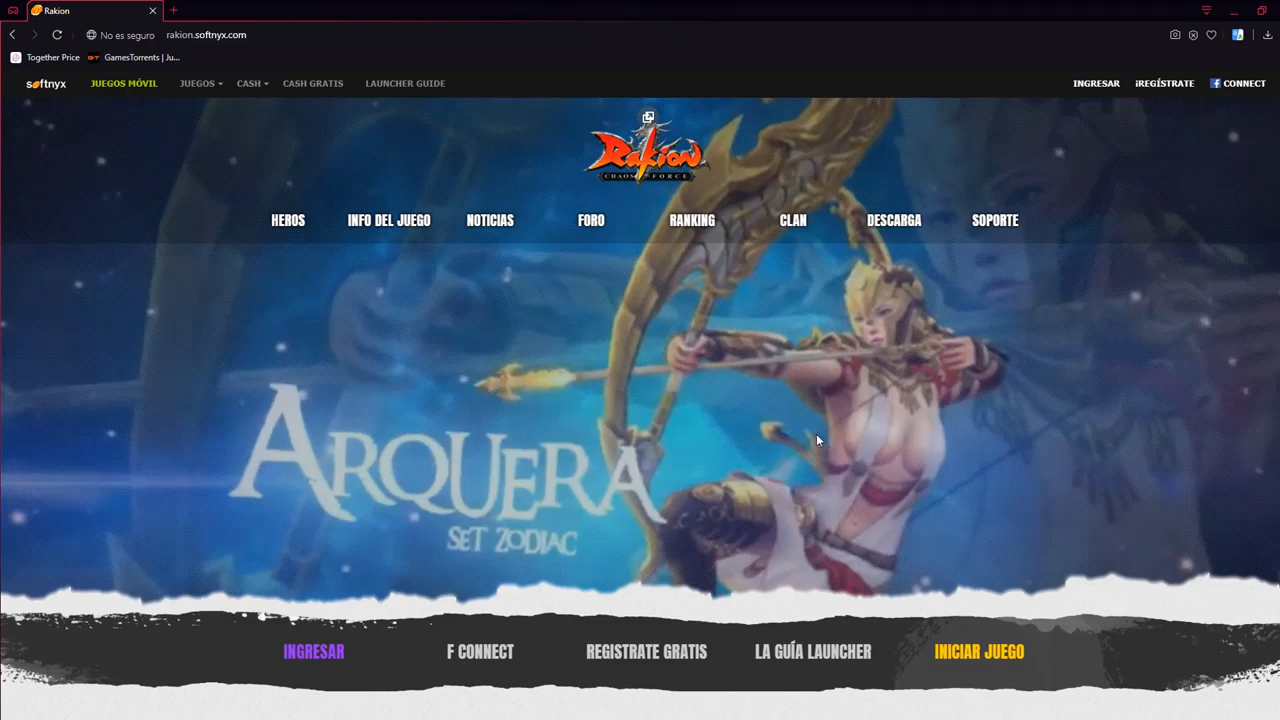 Rakion
No es seguro rakion.softnyx.com
Together Price GamesTorrents | Ju...
softnyx JUEGOS MÓVIL JUEGOS CASH CASH GRATIS LAUNCHER GUIDE INGRESAR ¡REGÍSTRATE CONNECT
Rakion
CHAOS FORCE
HEROS INFO DEL JUEGO NOTICIAS FORO RANKING CLAN DESCARGA SOPORTE
ARQUERA
SET ZODIAC
INGRESAR F CONNECT REGISTRATE GRATIS LA GUÍA LAUNCHER INICIAR JUEGO